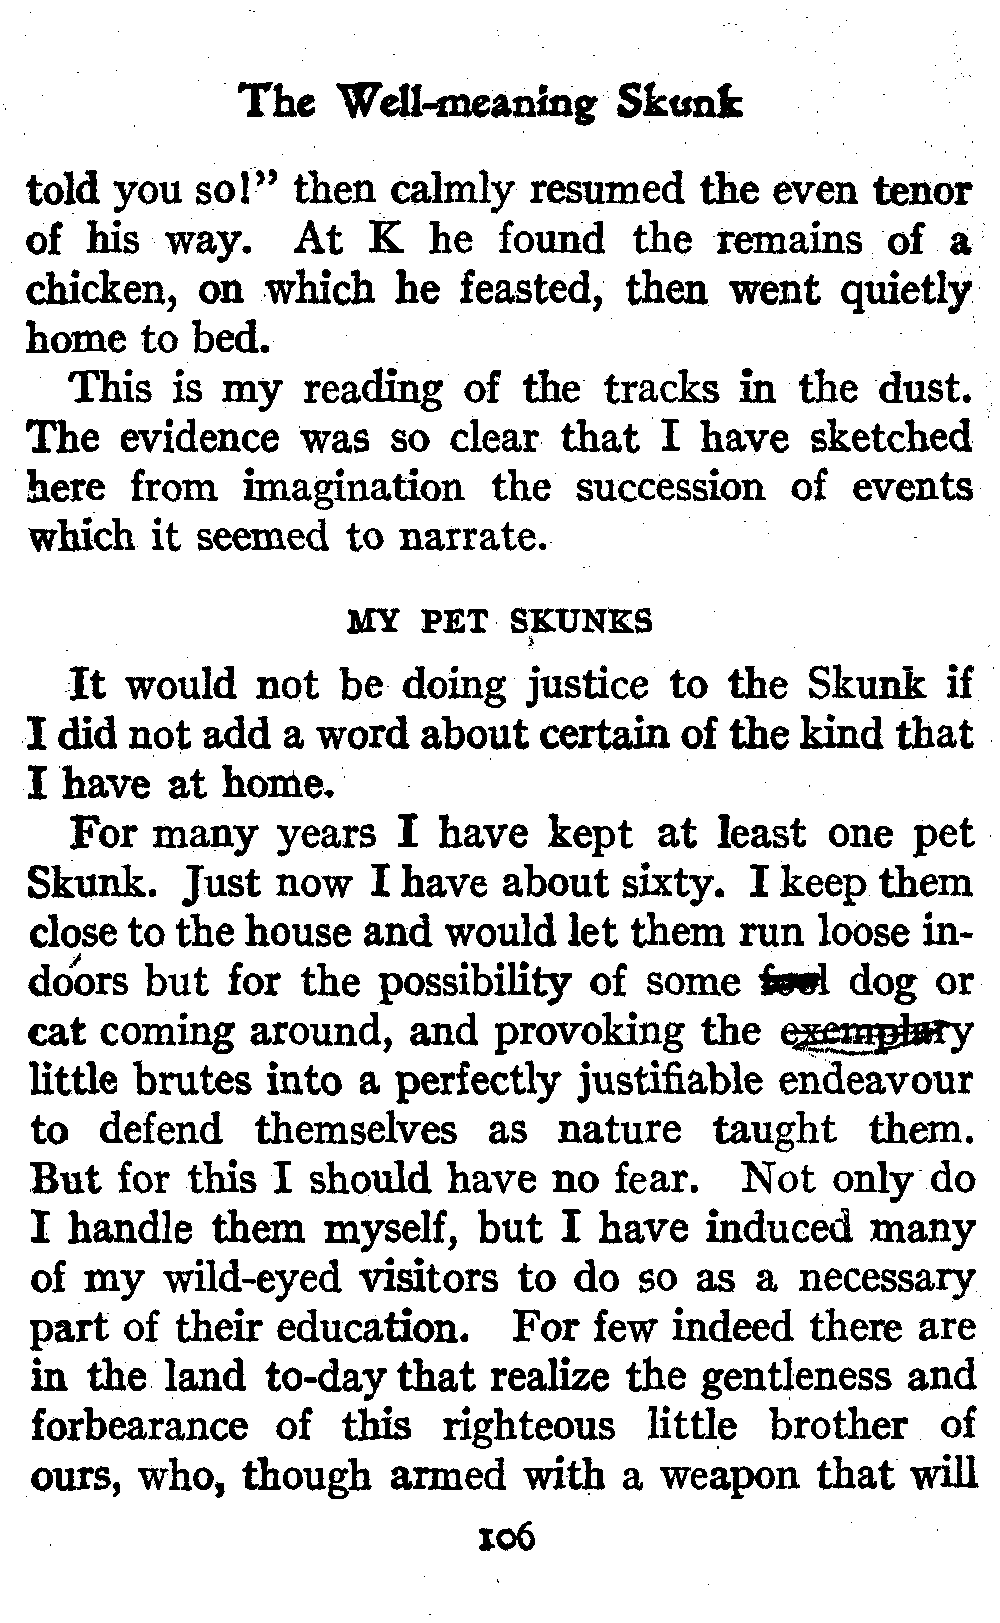 The Well-meaning Skunk
told you so!” then calmly resumed the even tenor
of his way. At K he found the remains of a
chicken, on which he feasted, then went quietly
home to bed.
This is my reading of the tracks in the dust.
The evidence was so clear that I have sketched
here from imagination the succession of events
which it seemed to narrate.
MY PET SKUNKS
It would not be doing justice to the Skunk if
I did not add a word about certain of the kind that
I have at home.
For many years I have kept at least one pet
Skunk. Just now I have about sixty. I keep them
close to the house and would let them run loose in-
doors but for the possibility of some fool dog or
cat coming around, and provoking the exemplary
little brutes into a perfectly justifiable endeavour
to defend themselves as nature taught them.
But for this I should have no fear. Not only do
I handle them myself, but I have induced many
of my wild-eyed visitors to do so as a necessary
part of their education. For few indeed there are
in the land to-day that realize the gentleness and
forbearance of this righteous little brother of
ours, who, though armed with a weapon that will
106